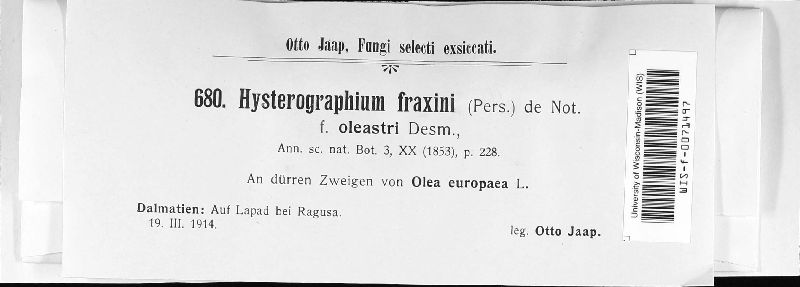 Otto Jaap, Fungi selecti exsiccati.
680. Hysterographium fraxini (Pers.) de Not.
f. oleastri Desm.,
Ann. sc. nat. Bot. 3, XX (1853), p. 228.
An dürren Zweigen von Olea europaea L.
Dalmatien: Auf Lapad bei Ragusa.
19. III. 1914.
leg. Otto Jaap.
University of Wisconsin-Madison (WIS)
WIS-F-0021497